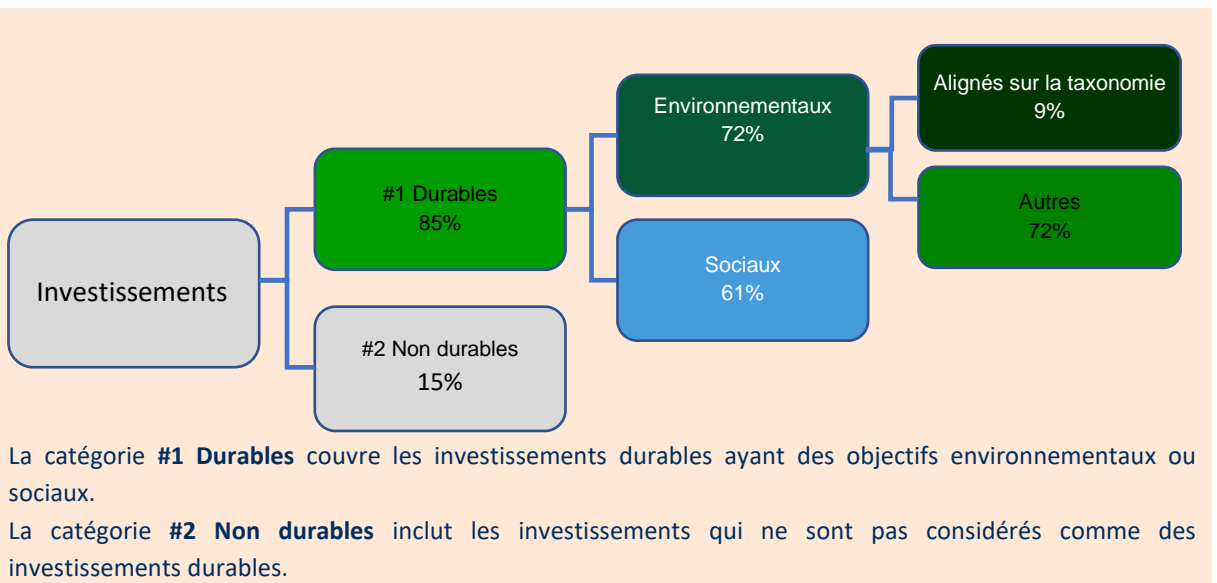 Investissements
#1 Durables
85%
#2 Non durables
15%
Environnementaux
72%
Sociaux
61%
Alignés sur la taxonomie
9%
Autres
72%
La catégorie #1 Durables couvre les investissements durables ayant des objectifs environnementaux ou
sociaux.
La catégorie #2 Non durables inclut les investissements qui ne sont pas considérés comme des
investissements durables.